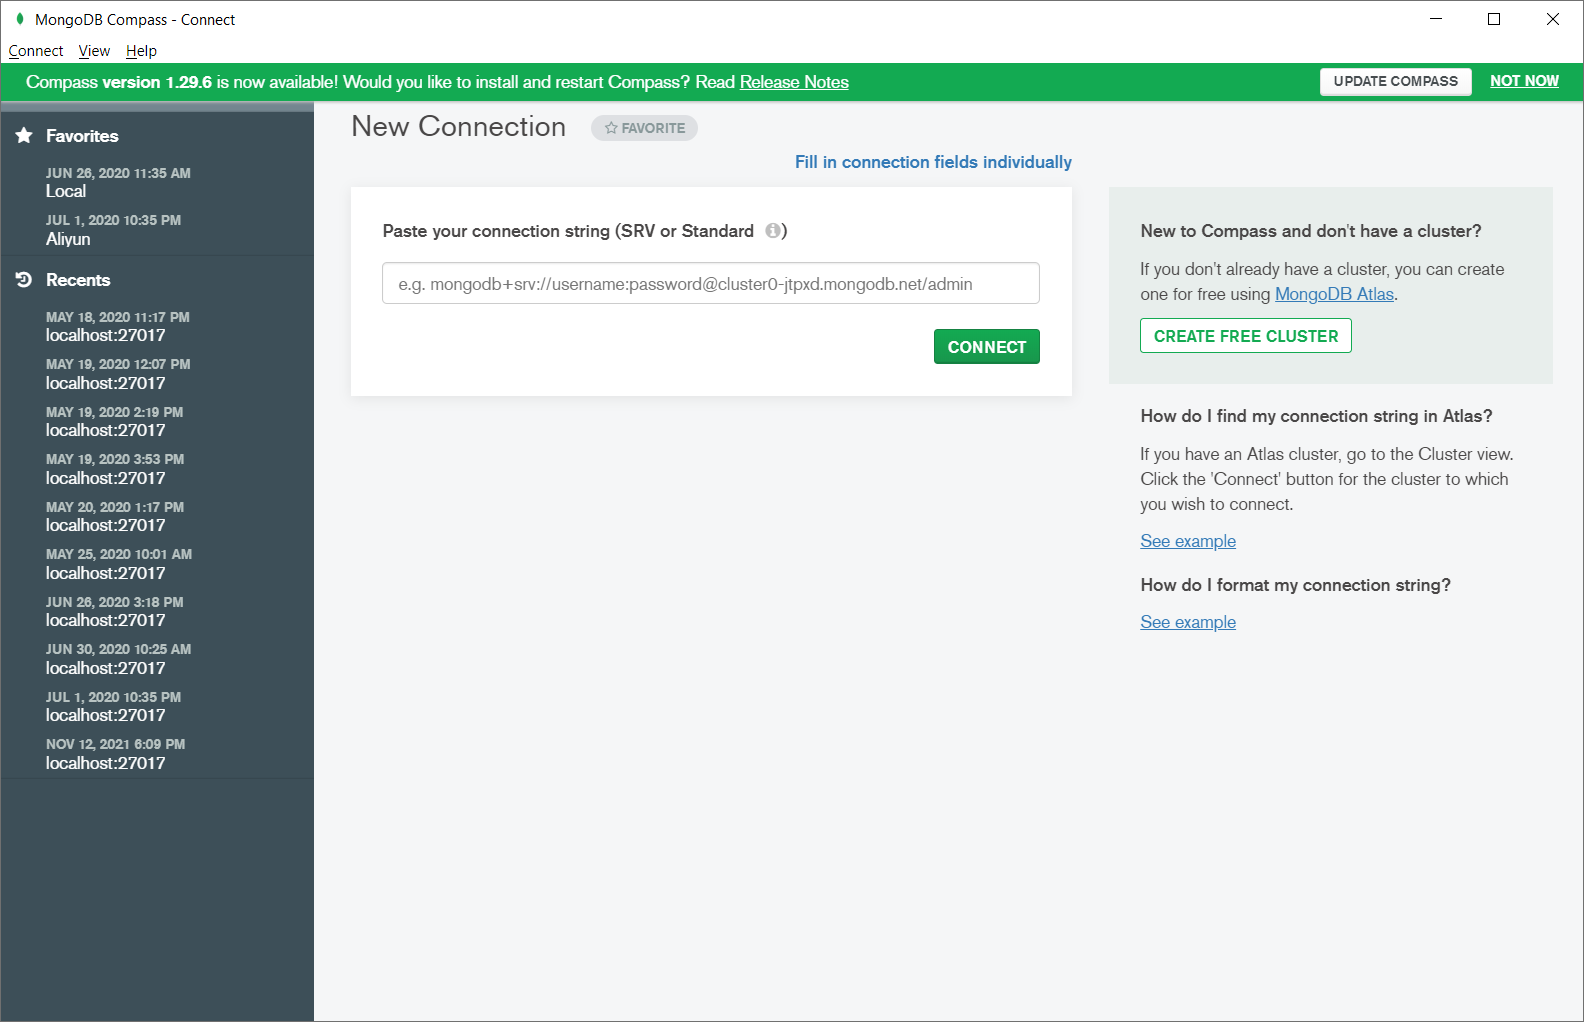 MongoDB Compass - Connect
Connect View Help
Compass version 1.29.6 is now available! Would you like to install and restart Compass? Read Release Notes
UPDATE COMPASS
NOT NOW
Favorites
JUN 26, 2020 11:35 AM
Local
JUL 1, 2020 10:35 PM
Aliyun
Recents
MAY 18, 2020 11:17 PM
localhost:27017
MAY 19, 2020 12:07 PM
localhost:27017
MAY 19, 2020 2:19 PM
localhost:27017
MAY 19, 2020 3:53 PM
localhost:27017
MAY 20, 2020 1:17 PM
localhost:27017
MAY 25, 2020 10:01 AM
localhost:27017
JUN 26, 2020 3:18 PM
localhost:27017
JUN 30, 2020 10:25 AM
localhost:27017
JUL 1, 2020 10:35 PM
localhost:27017
NOV 12, 2021 6:09 PM
localhost:27017
New Connection
FAVORITE
Fill in connection fields individually
Paste your connection string (SRV or Standard )
e.g. mongodb+srv://username:password@cluster0-jtpxd.mongodb.net/admin
CONNECT
New to Compass and don't have a cluster?
If you don't already have a cluster, you can create
one for free using MongoDB Atlas.
CREATE FREE CLUSTER
How do I find my connection string in Atlas?
If you have an Atlas cluster, go to the Cluster view.
Click the 'Connect' button for the cluster to which
you wish to connect.
See example
How do I format my connection string?
See example